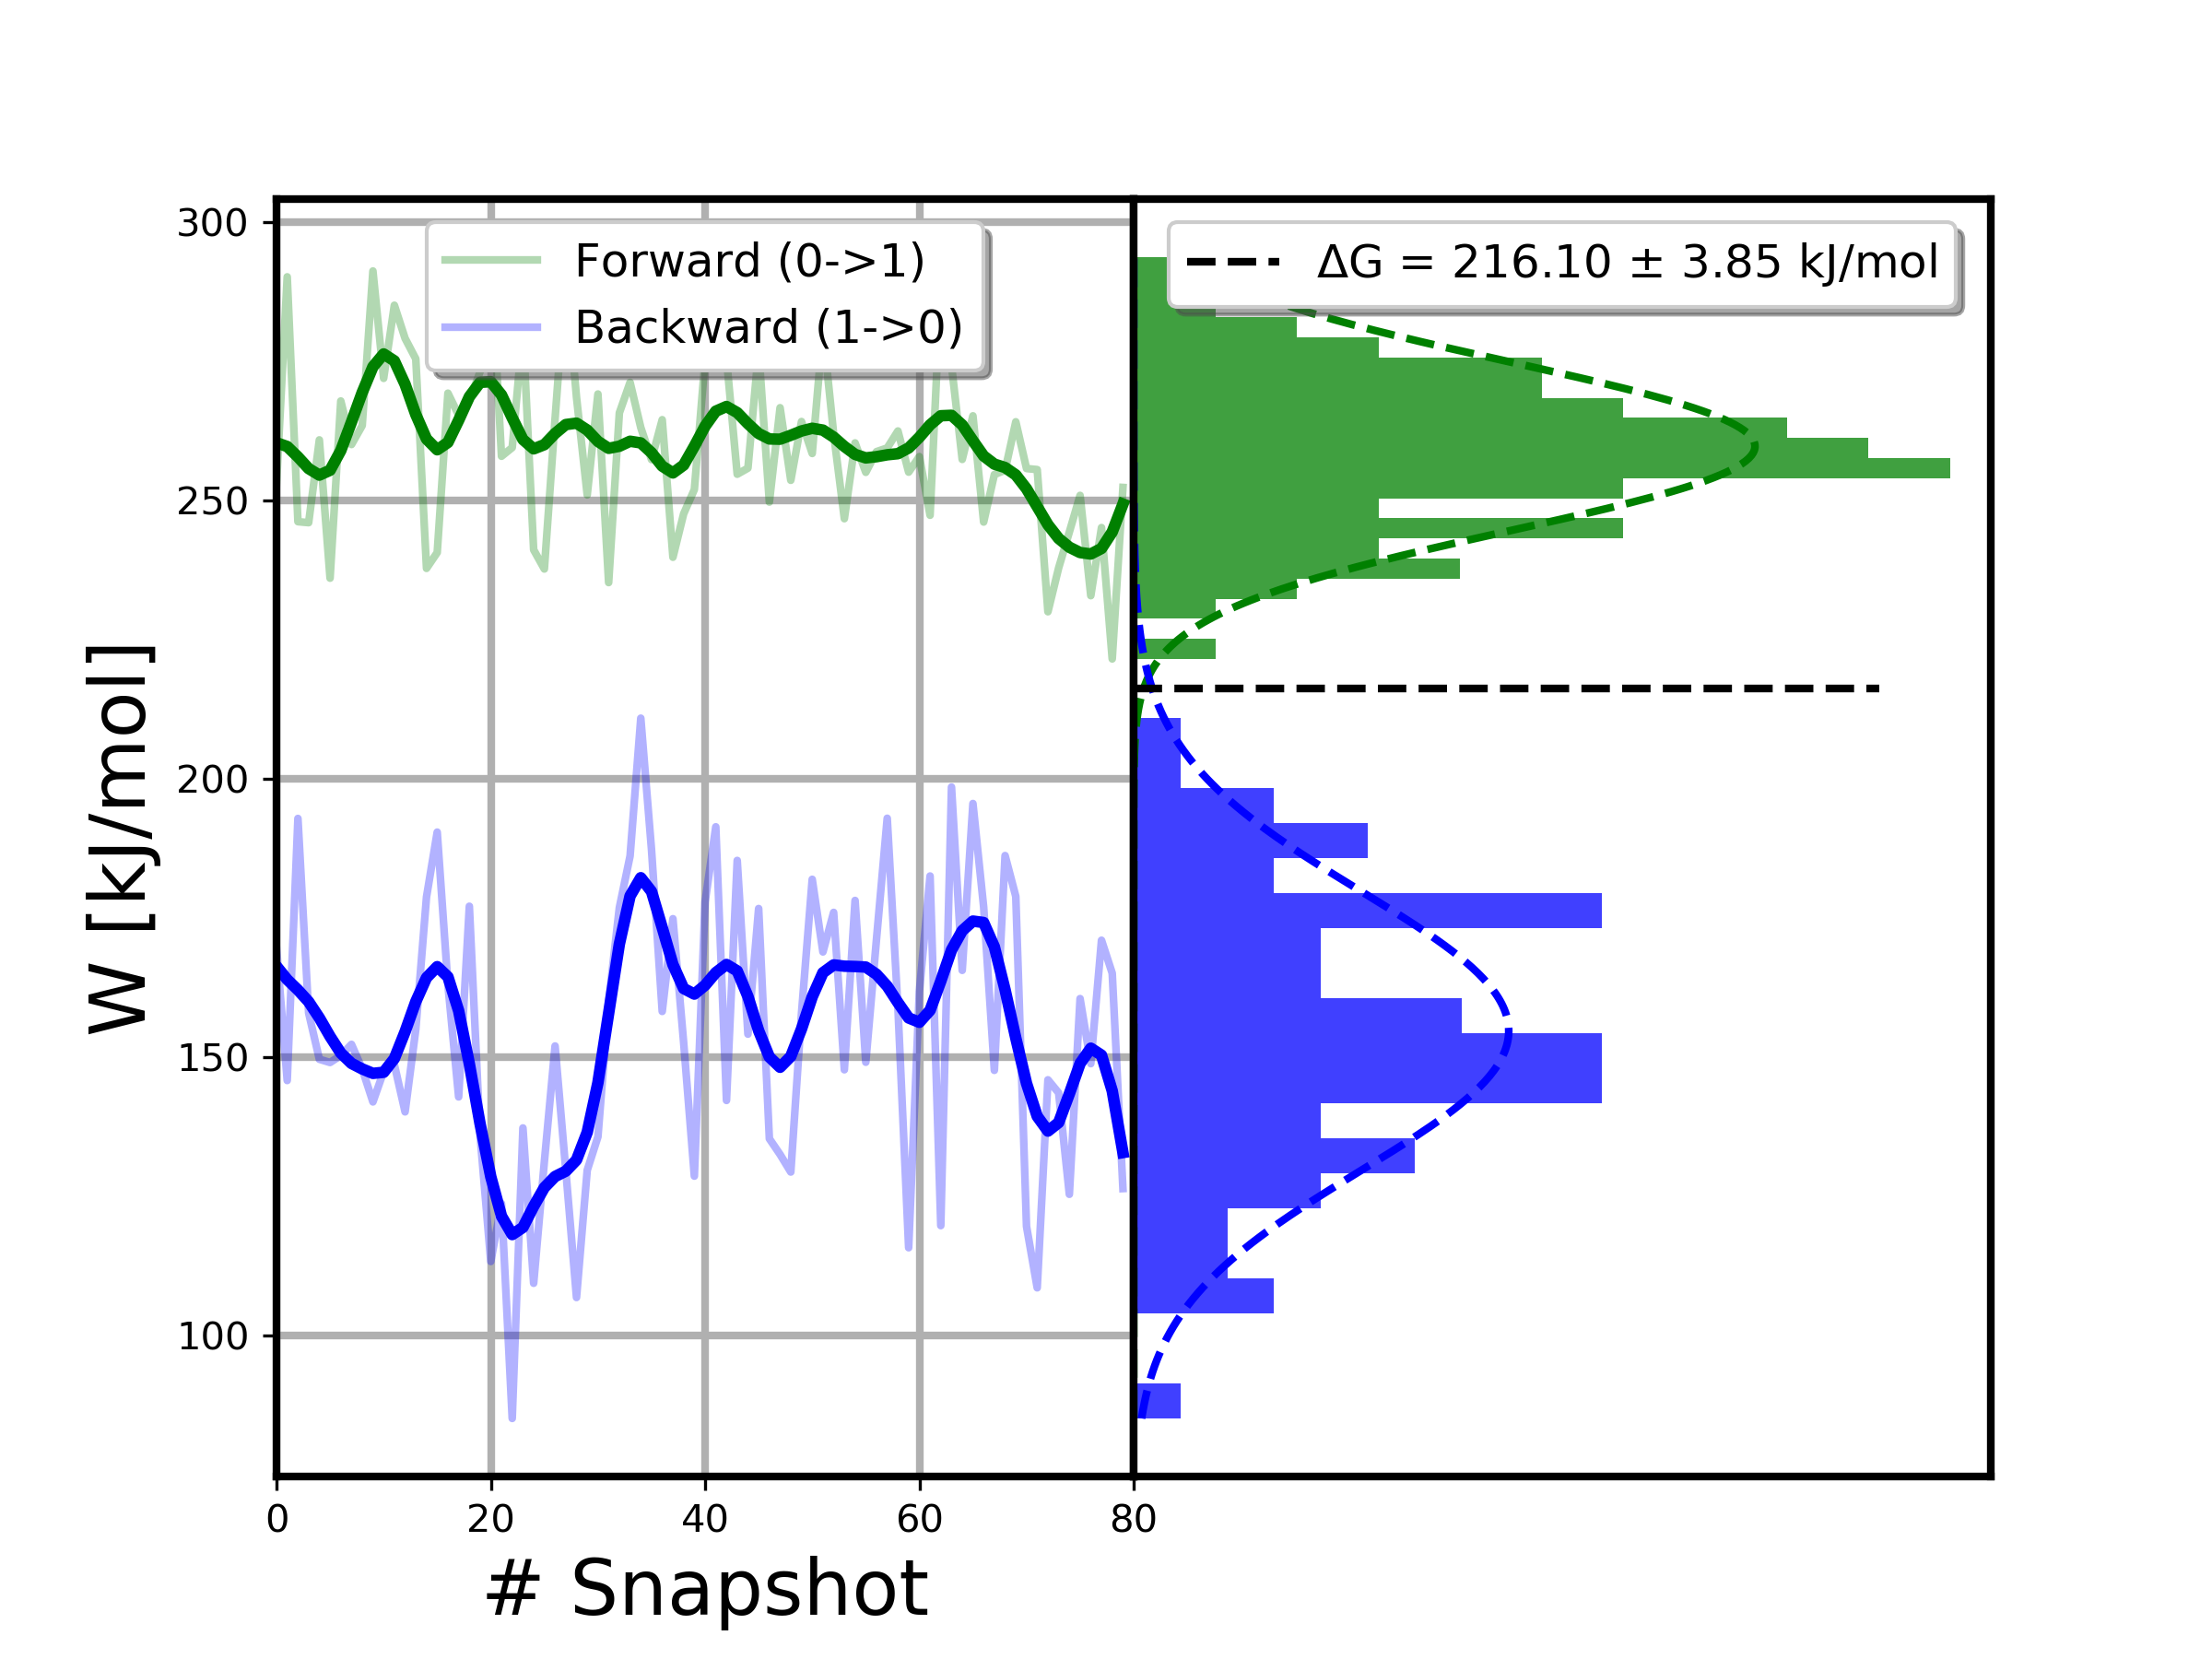 Forward (0->1)
Backward (1->0)
ΔG = 216.10 ± 3.85 kJ/mol
W [kJ/mol]
300
250
200
150
100
0 20 40 60 80
# Snapshot